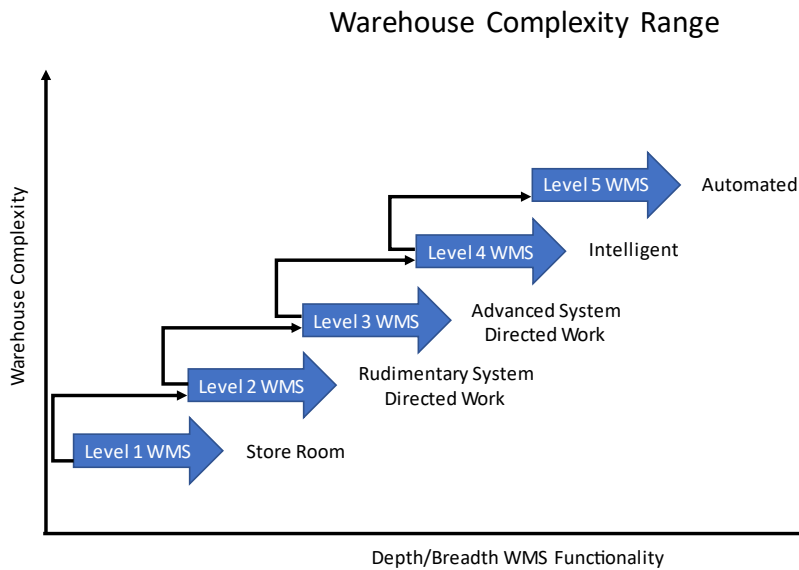 Warehouse Complexity Range
Warehouse Complexity
Level 5 WMS
Automated
Level 4 WMS
Intelligent
Level 3 WMS
Advanced System
Directed Work
Level 2 WMS
Rudimentary System
Directed Work
Level 1 WMS
Store Room
Depth/Breadth WMS Functionality